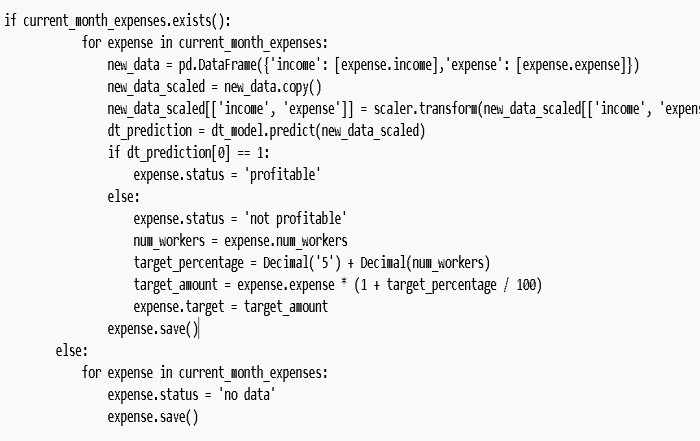 if current_month_expenses.exists():
for expense in current_month_expenses:
new_data = pd.DataFrame({'income': [expense.income],'expense': [expense.expense]})
new_data_scaled = new_data.copy()
new_data_scaled[['income', 'expense']] = scaler.transform(new_data_scaled[['income', 'expens
dt_prediction = dt_model.predict(new_data_scaled)
if dt_prediction[0] == 1:
expense.status = 'profitable'
else:
expense.status = 'not profitable'
num_workers = expense.num_workers
target_percentage = Decimal('5') + Decimal(num_workers)
target_amount = expense.expense * (1 + target_percentage / 100)
expense.target = target_amount
expense.save()
else:
for expense in current_month_expenses:
expense.status = 'no data'
expense.save()